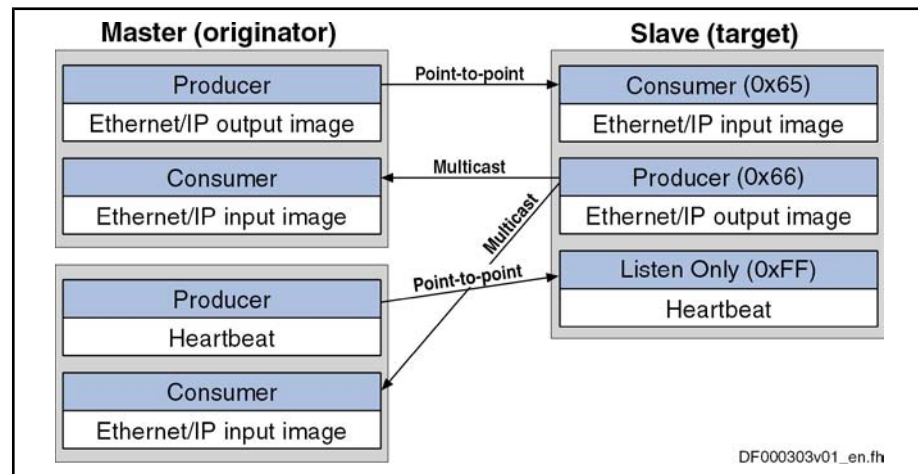 Master (originator)
Slave (target)
Producer
Ethernet/IP output image
Point-to-point
Consumer (0x65)
Ethernet/IP input image
Consumer
Ethernet/IP input image
Multicast
Producer (0x66)
Ethernet/IP output image
Multicast
Producer
Heartbeat
Point-to-point
Listen Only (0xFF)
Heartbeat
Consumer
Ethernet/IP input image
DF000303v01_en.fh